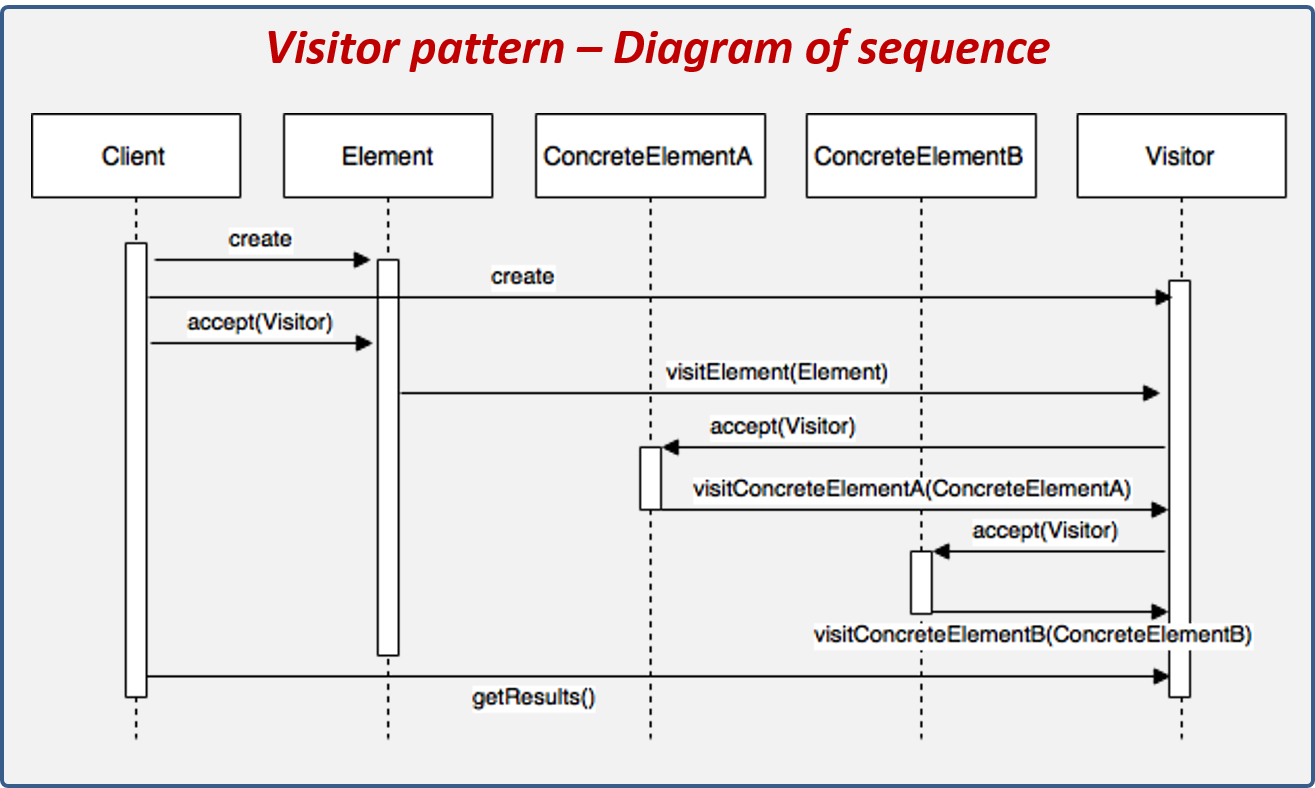 Visitor pattern – Diagram of sequence
Client
Element
ConcreteElementA
ConcreteElementB
Visitor
create
create
accept(Visitor)
visitElement(Element)
accept(Visitor)
visitConcreteElementA(ConcreteElementA)
accept(Visitor)
visitConcreteElementB(ConcreteElementB)
getResults()